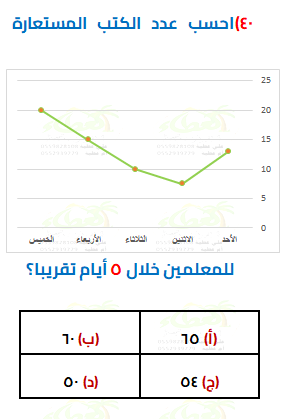 ٤٠) احسب عدد الكتب المستعارة
25
20
15
10
5
0
الخميس الأربعاء الثلاثاء الاثنين الأحد
للمعلمين خلال ٥ أيام تقريبا؟
(أ) ٦٥ (ب) ٦٠
(ج) ٥٤ (د) ٥٠